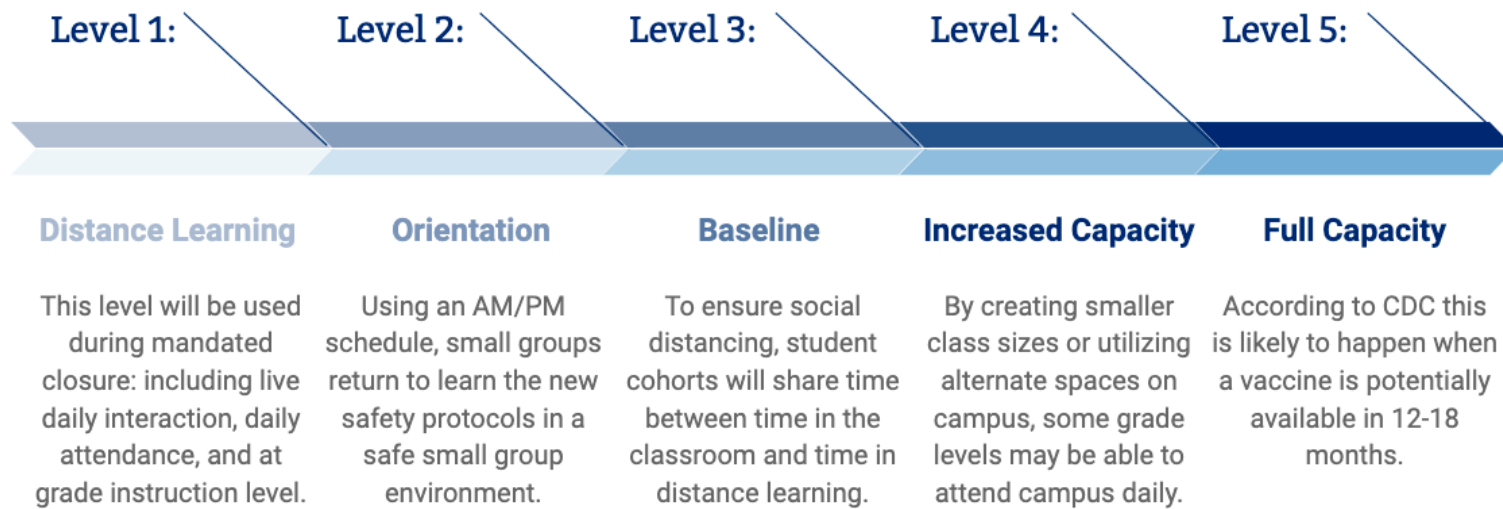 Level 1:
Level 2:
Level 3:
Level 4:
Level 5:
Distance Learning
This level will be used
during mandated
closure: including live
daily interaction, daily
attendance, and at
grade instruction level.
Orientation
Using an AM/PM
schedule, small groups
return to learn the new
safety protocols in a
safe small group
environment.
Baseline
To ensure social
distancing, student
cohorts will share time
between time in the
classroom and time in
distance learning.
Increased Capacity
By creating smaller
class sizes or utilizing
alternate spaces on
campus, some grade
levels may be able to
attend campus daily.
Full Capacity
According to CDC this
is likely to happen when
a vaccine is potentially
available in 12-18
months.